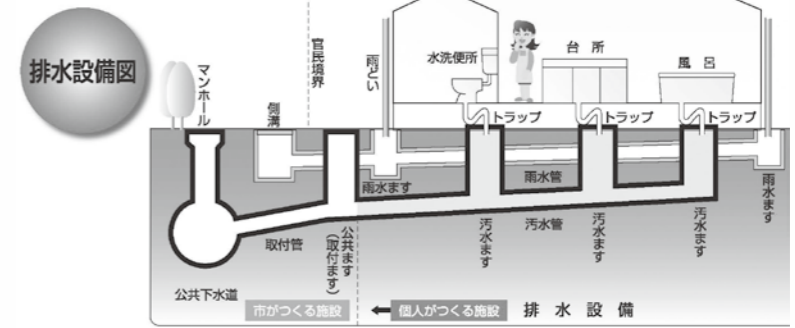 排水設備図
マンホール
側溝
官民境界
雨どい
水洗便所
台所
風呂
トラップ
トラップ
トラップ
雨水ます
雨水管
雨水ます
取付管
公共ます
(取付ます)
汚水ます
汚水管
汚水ます
汚水ます
公共下水道
市がつくる施設
個人がつくる施設
排水設備